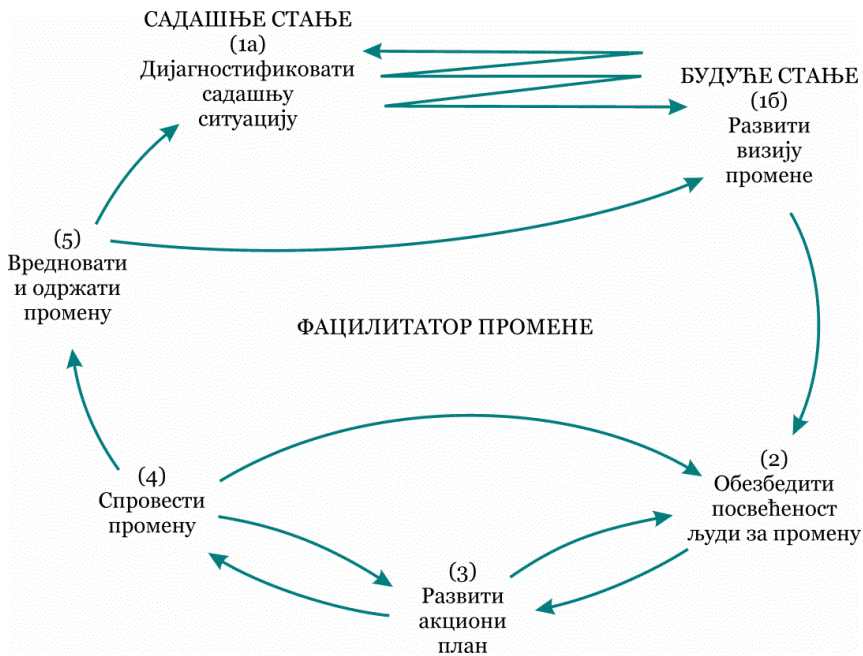 САДАШЊЕ СТАЊЕ
(1а)
Дијагностификовати
садашњу
ситуацију
БУДУЋЕ СТАЊЕ
(1б)
Развити
визију
промене
(5)
Вредновати
и одржати
промену
ФАЦИЛИТАТОР ПРОМЕНЕ
(2)
Обезбедити
посвећеност
људи за промену
(4)
Спровести
промену
(3)
Развити
акциони
план